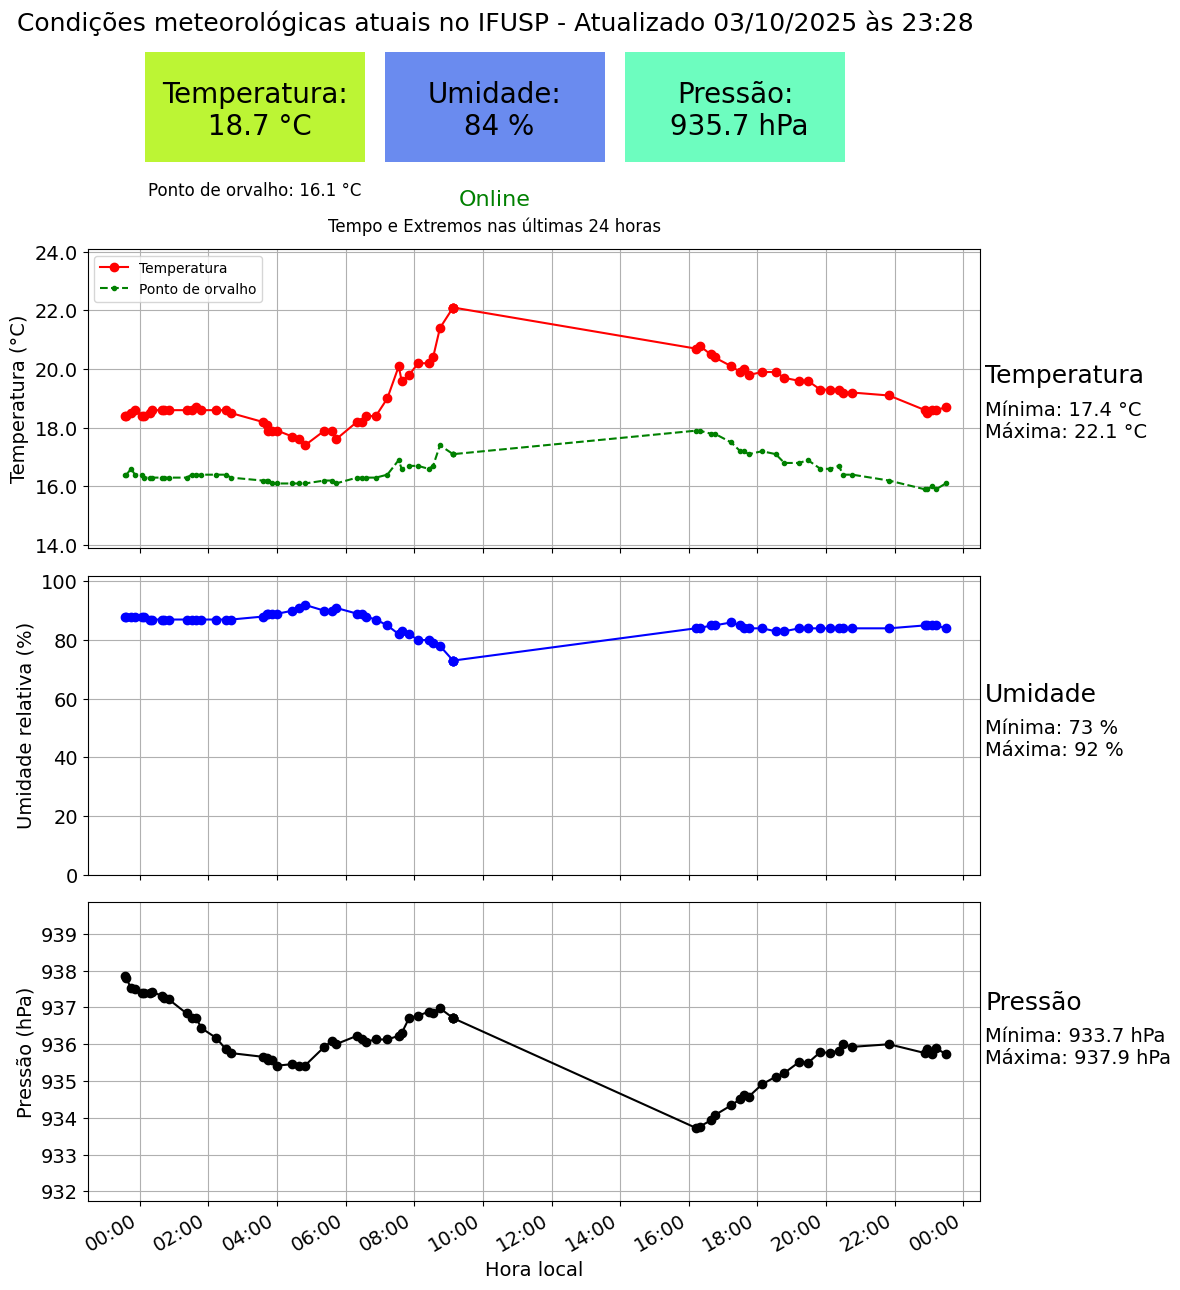 Condições meteorológicas atuais no IFUSP - Atualizado 03/10/2025 às 23:28
Temperatura:
18.7 °C
Umidade:
84 %
Pressão:
935.7 hPa
Ponto de orvalho: 16.1 °C
Online
Tempo e Extremos nas últimas 24 horas
Temperatura (°C)
24.0
22.0
20.0
18.0
16.0
14.0
Temperatura
Ponto de orvalho
Temperatura
Mínima: 17.4 °C
Máxima: 22.1 °C
Umidade relativa (%)
100
80
60
40
20
0
Umidade
Mínima: 73 %
Máxima: 92 %
Pressão (hPa)
939
938
937
936
935
934
933
932
Pressão
Mínima: 933.7 hPa
Máxima: 937.9 hPa
00:00 02:00 04:00 06:00 08:00 10:00 12:00 14:00 16:00 18:00 20:00 22:00 00:00
Hora local